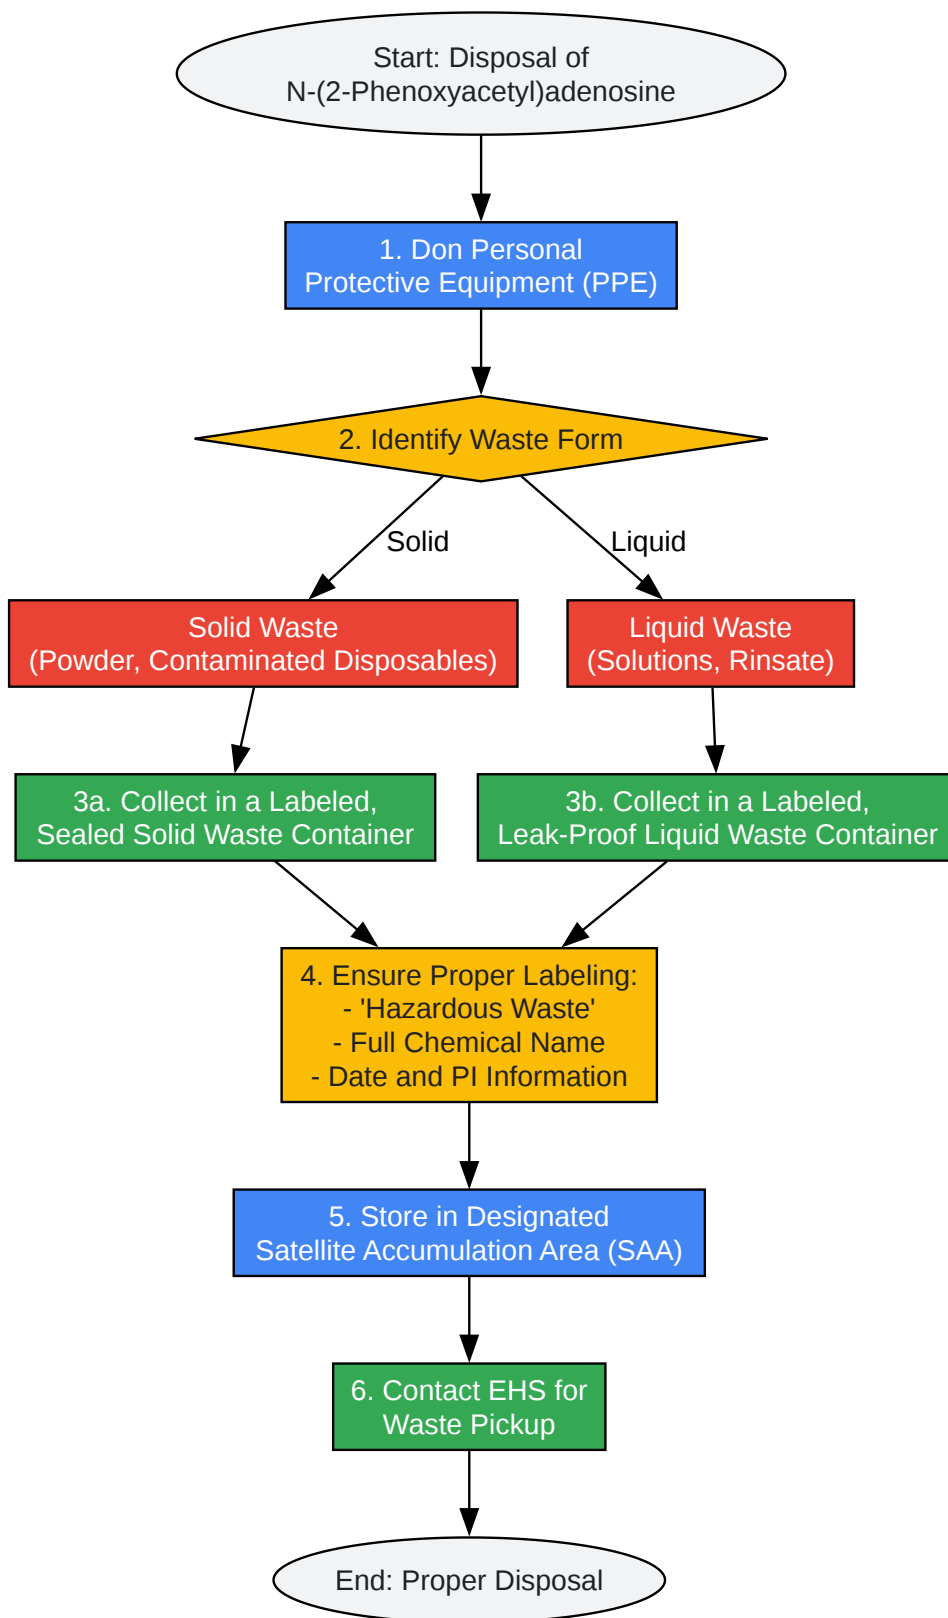 Start: Disposal of
N-(2-Phenoxyacetyl)adenosine
1. Don Personal
Protective Equipment (PPE)
2. Identify Waste Form
Solid
Liquid
Solid Waste
(Powder, Contaminated Disposables)
Liquid Waste
(Solutions, Rinsate)
3a. Collect in a Labeled,
Sealed Solid Waste Container
3b. Collect in a Labeled,
Leak-Proof Liquid Waste Container
4. Ensure Proper Labeling:
- 'Hazardous Waste'
- Full Chemical Name
- Date and PI Information
5. Store in Designated
Satellite Accumulation Area (SAA)
6. Contact EHS for
Waste Pickup
End: Proper Disposal